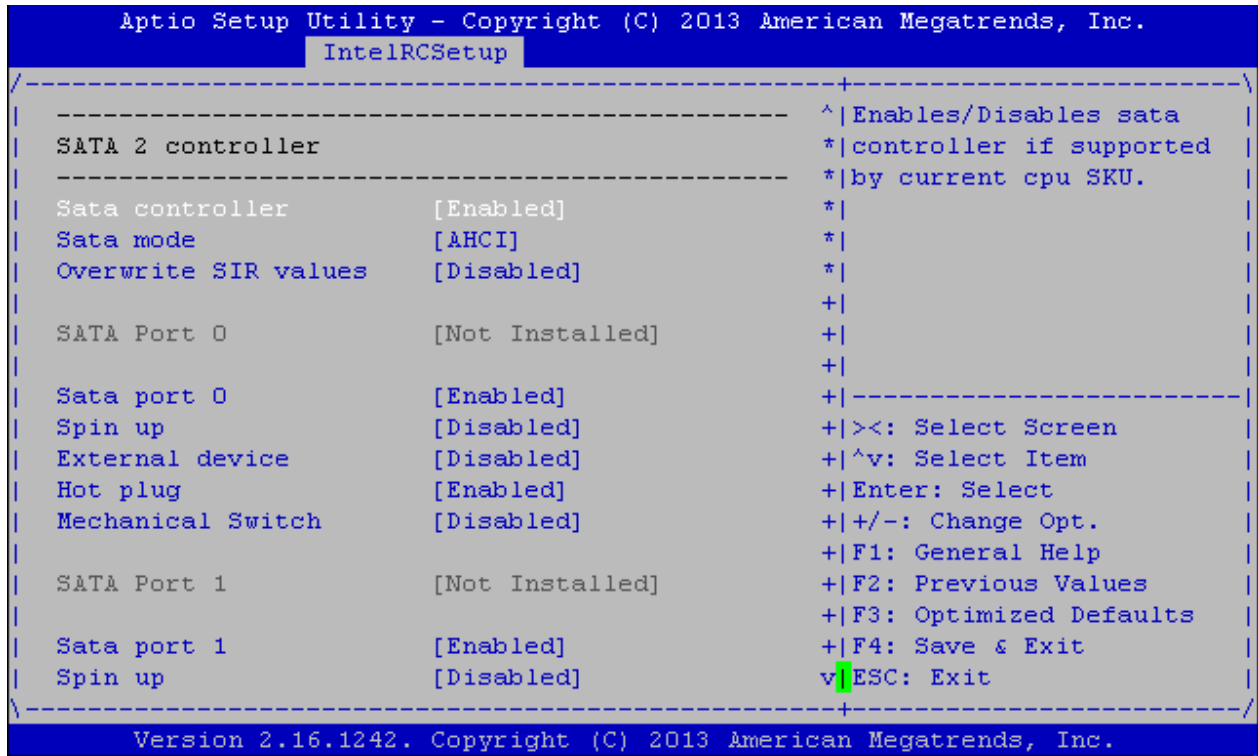 Aptio Setup Utility - Copyright (C) 2013 American Megatrends, Inc.
IntelRCSetup
/----------------------------------------------------+-------------------------\
| ----------------------------------------------- ^|Enables/Disables sata |
| SATA 2 controller *|controller if supported |
| ----------------------------------------------- *|by current cpu SKU. |
| Sata controller [Enabled] *| |
| Sata mode [AHCI] *| |
| Overwrite SIR values [Disabled] *| |
| +| |
| SATA Port 0 [Not Installed] +| |
| +| |
| Sata port 0 [Enabled] +|-------------------------|
| Spin up [Disabled] +|><: Select Screen |
| External device [Disabled] +|^v: Select Item |
| Hot plug [Enabled] +|Enter: Select |
| Mechanical Switch [Disabled] +|+/-: Change Opt. |
| +|F1: General Help |
| SATA Port 1 [Not Installed] +|F2: Previous Values |
| +|F3: Optimized Defaults |
| Sata port 1 [Enabled] +|F4: Save & Exit |
| Spin up [Disabled] v|ESC: Exit |
\----------------------------------------------------+-------------------------/
Version 2.16.1242. Copyright (C) 2013 American Megatrends, Inc.